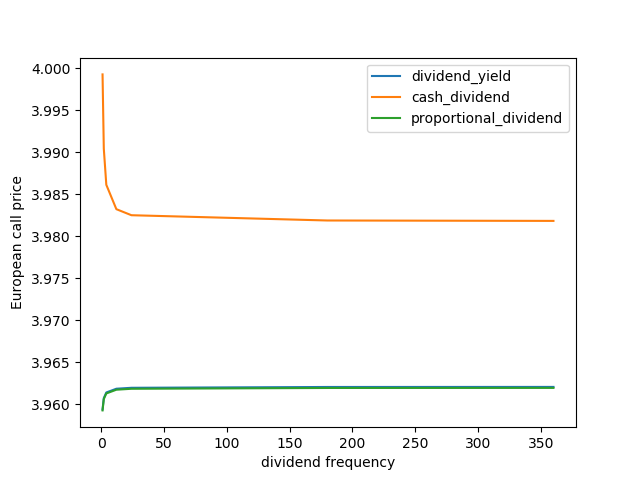 4.000
3.995
3.990
3.985
3.980
3.975
3.970
3.965
3.960
European call price
dividend_yield
cash_dividend
proportional_dividend
0 50 100 150 200 250 300 350
dividend frequency